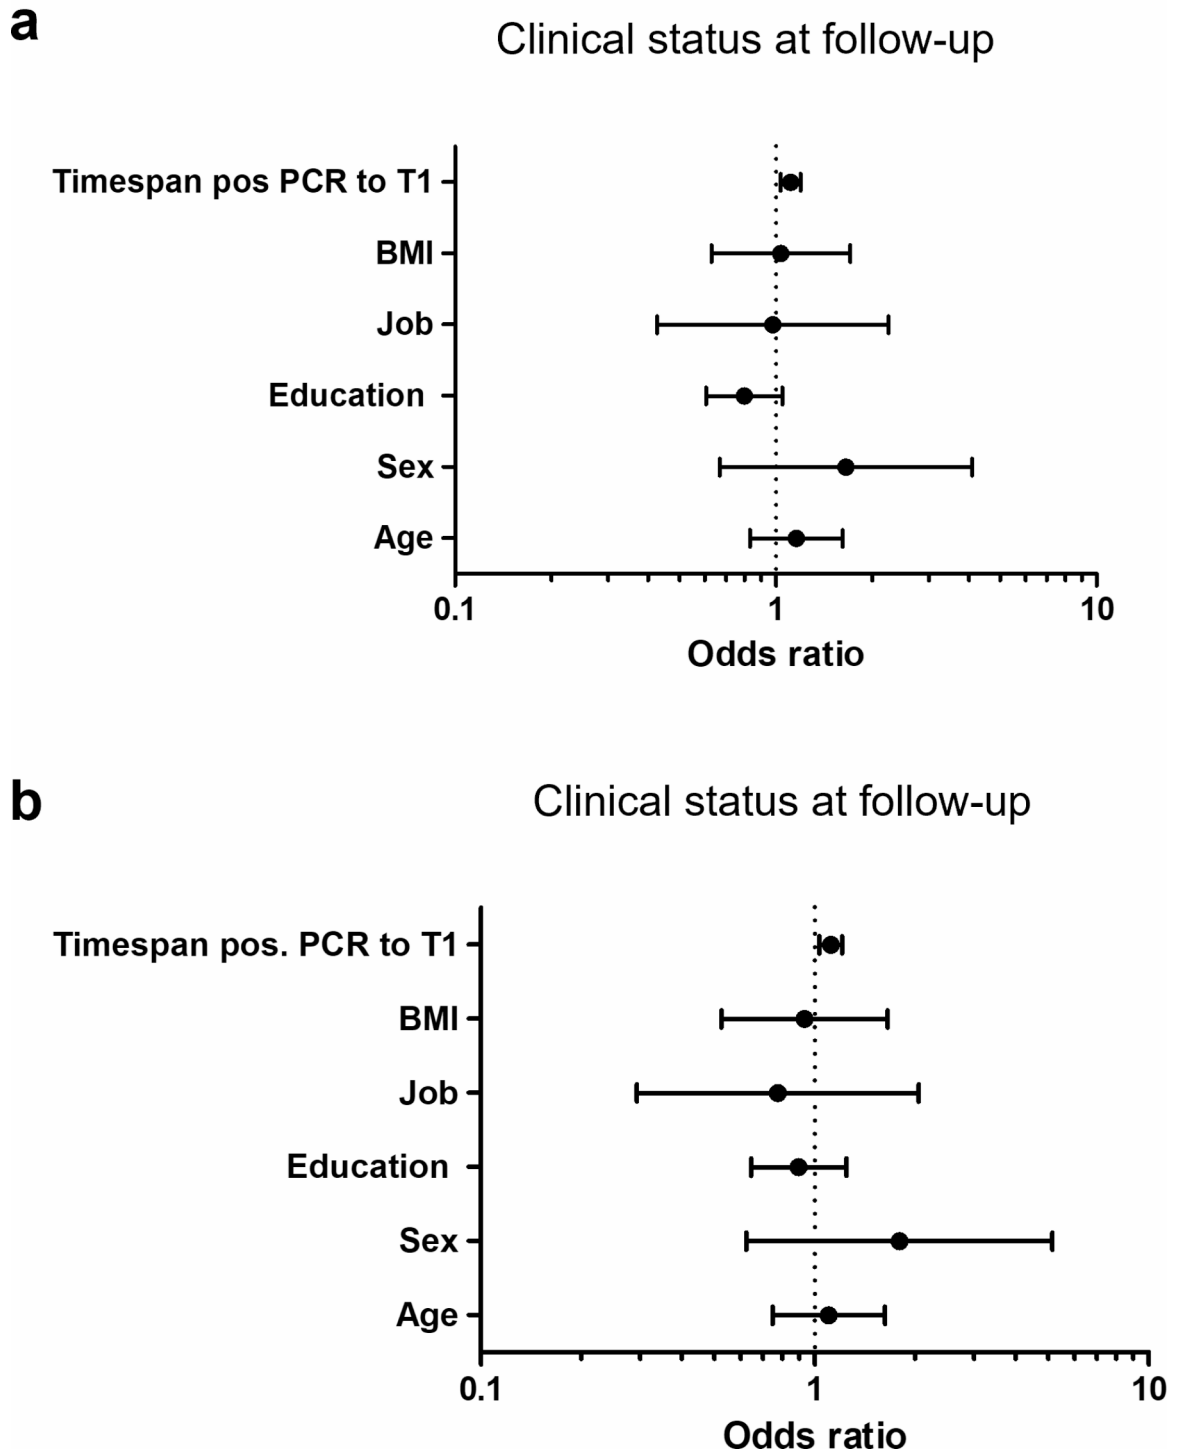 a
Clinical status at follow-up
Timespan pos PCR to T1
BMI
Job
Education
Sex
Age
0.1 1 10
Odds ratio
b
Clinical status at follow-up
Timespan pos. PCR to T1
BMI
Job
Education
Sex
Age
0.1 1 10
Odds ratio